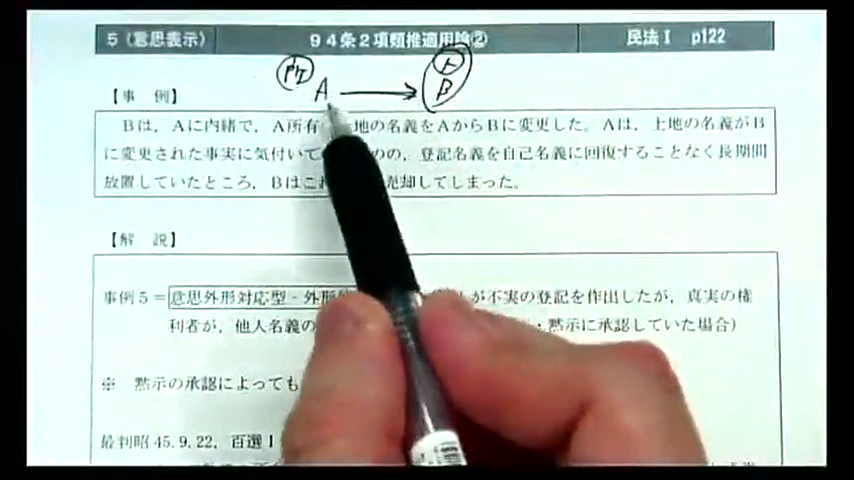 5（意思表示） 94条2項類推適用論② 民法Ⅰ p122
【事 例】
A → B ト
Bは，Aに内緒で，A所有 地の名義をAからBに変更した。Aは，土地の名義がB
に変更された事実に気付いて ものの，登記名義を自己名義に回復することなく長期間
放置していたところ，Bはこ 売却してしまった。
【解 説】
事例5＝意思外形対応型・外形 が不実の登記を作出したが，真実の権
利者が，他人名義の ・黙示に承認していた場合）
※ 黙示の承認によっても
最判昭45.9.22，百選Ⅰ